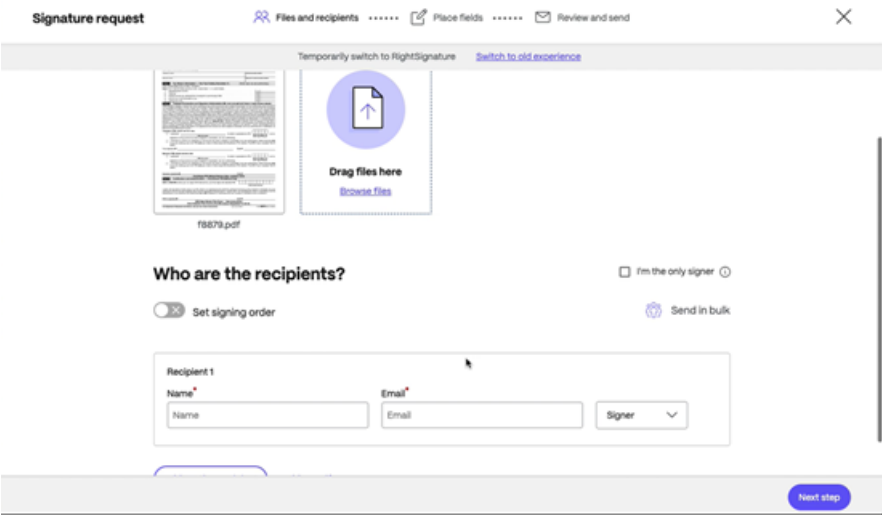 Signature request
Files and recipients
Place fields
Review and send
Temporarily switch to RightSignature Switch to old experience
Drag files here
Browse files
f8879.pdf
Who are the recipients?
I'm the only signer
Set signing order
Send in bulk
Recipient 1
Name*
Email*
Name
Email
Signer
Next step